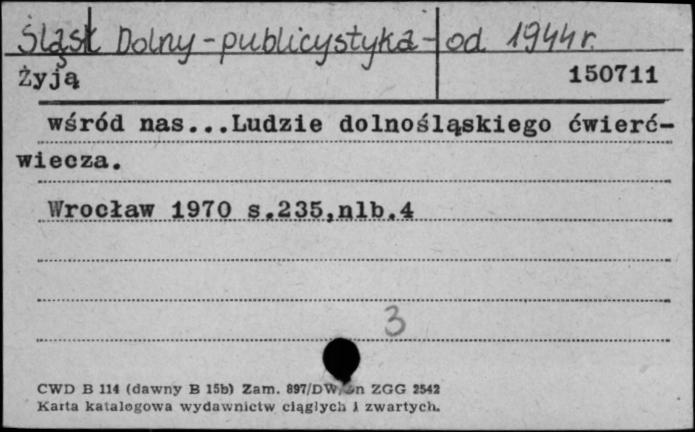 Śląsk Dolny - publicystyka - od 1944 r.
Żyją 150711
wśród nas...Ludzie dolnośląskiego ćwierć-
wiecza.
Wrocław 1970 s.235,nlb.4
3
CWD B 114 (dawny B 15b) Zam. 897/DW ZGG 2542
Karta katalogowa wydawnictw ciągłych i zwartych.